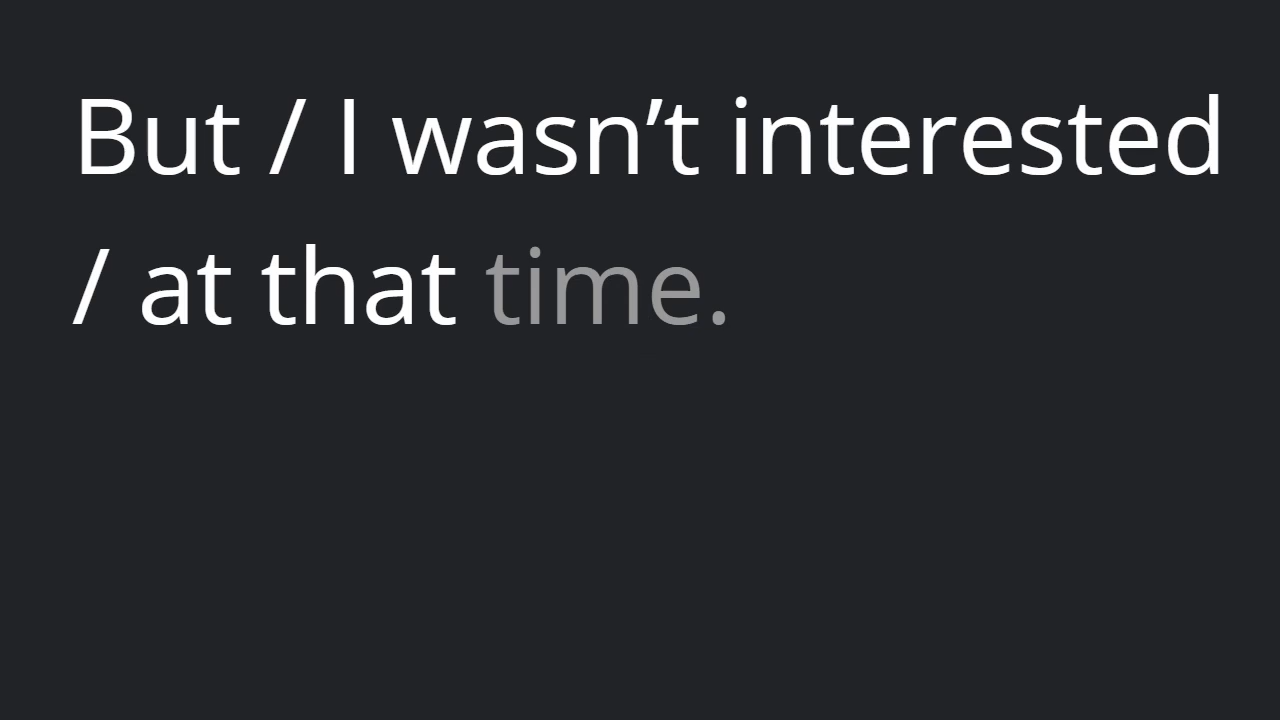 But / I wasn’t interested
/ at that time.